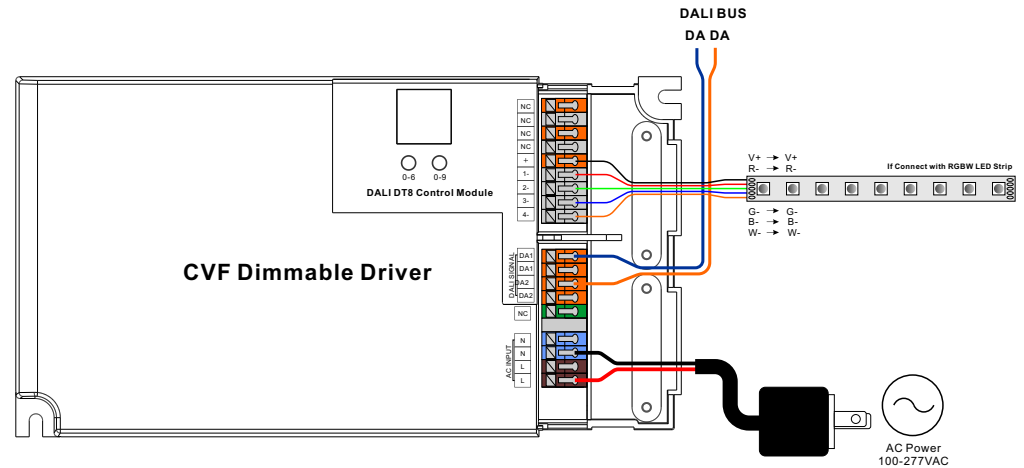 DALI BUS
DA DA
NC
NC
NC
NC
+
1-
2-
3-
4-
0-6 0-9
DALI DT8 Control Module
V+ → V+
R- → R-
If Connect with RGBW LED Strip
G- → G-
B- → B-
W- → W-
CVF Dimmable Driver
DALI SIGNAL
DA1
DA1
DA2
DA2
NC
AC INPUT
N
N
L
L
AC Power
100-277VAC